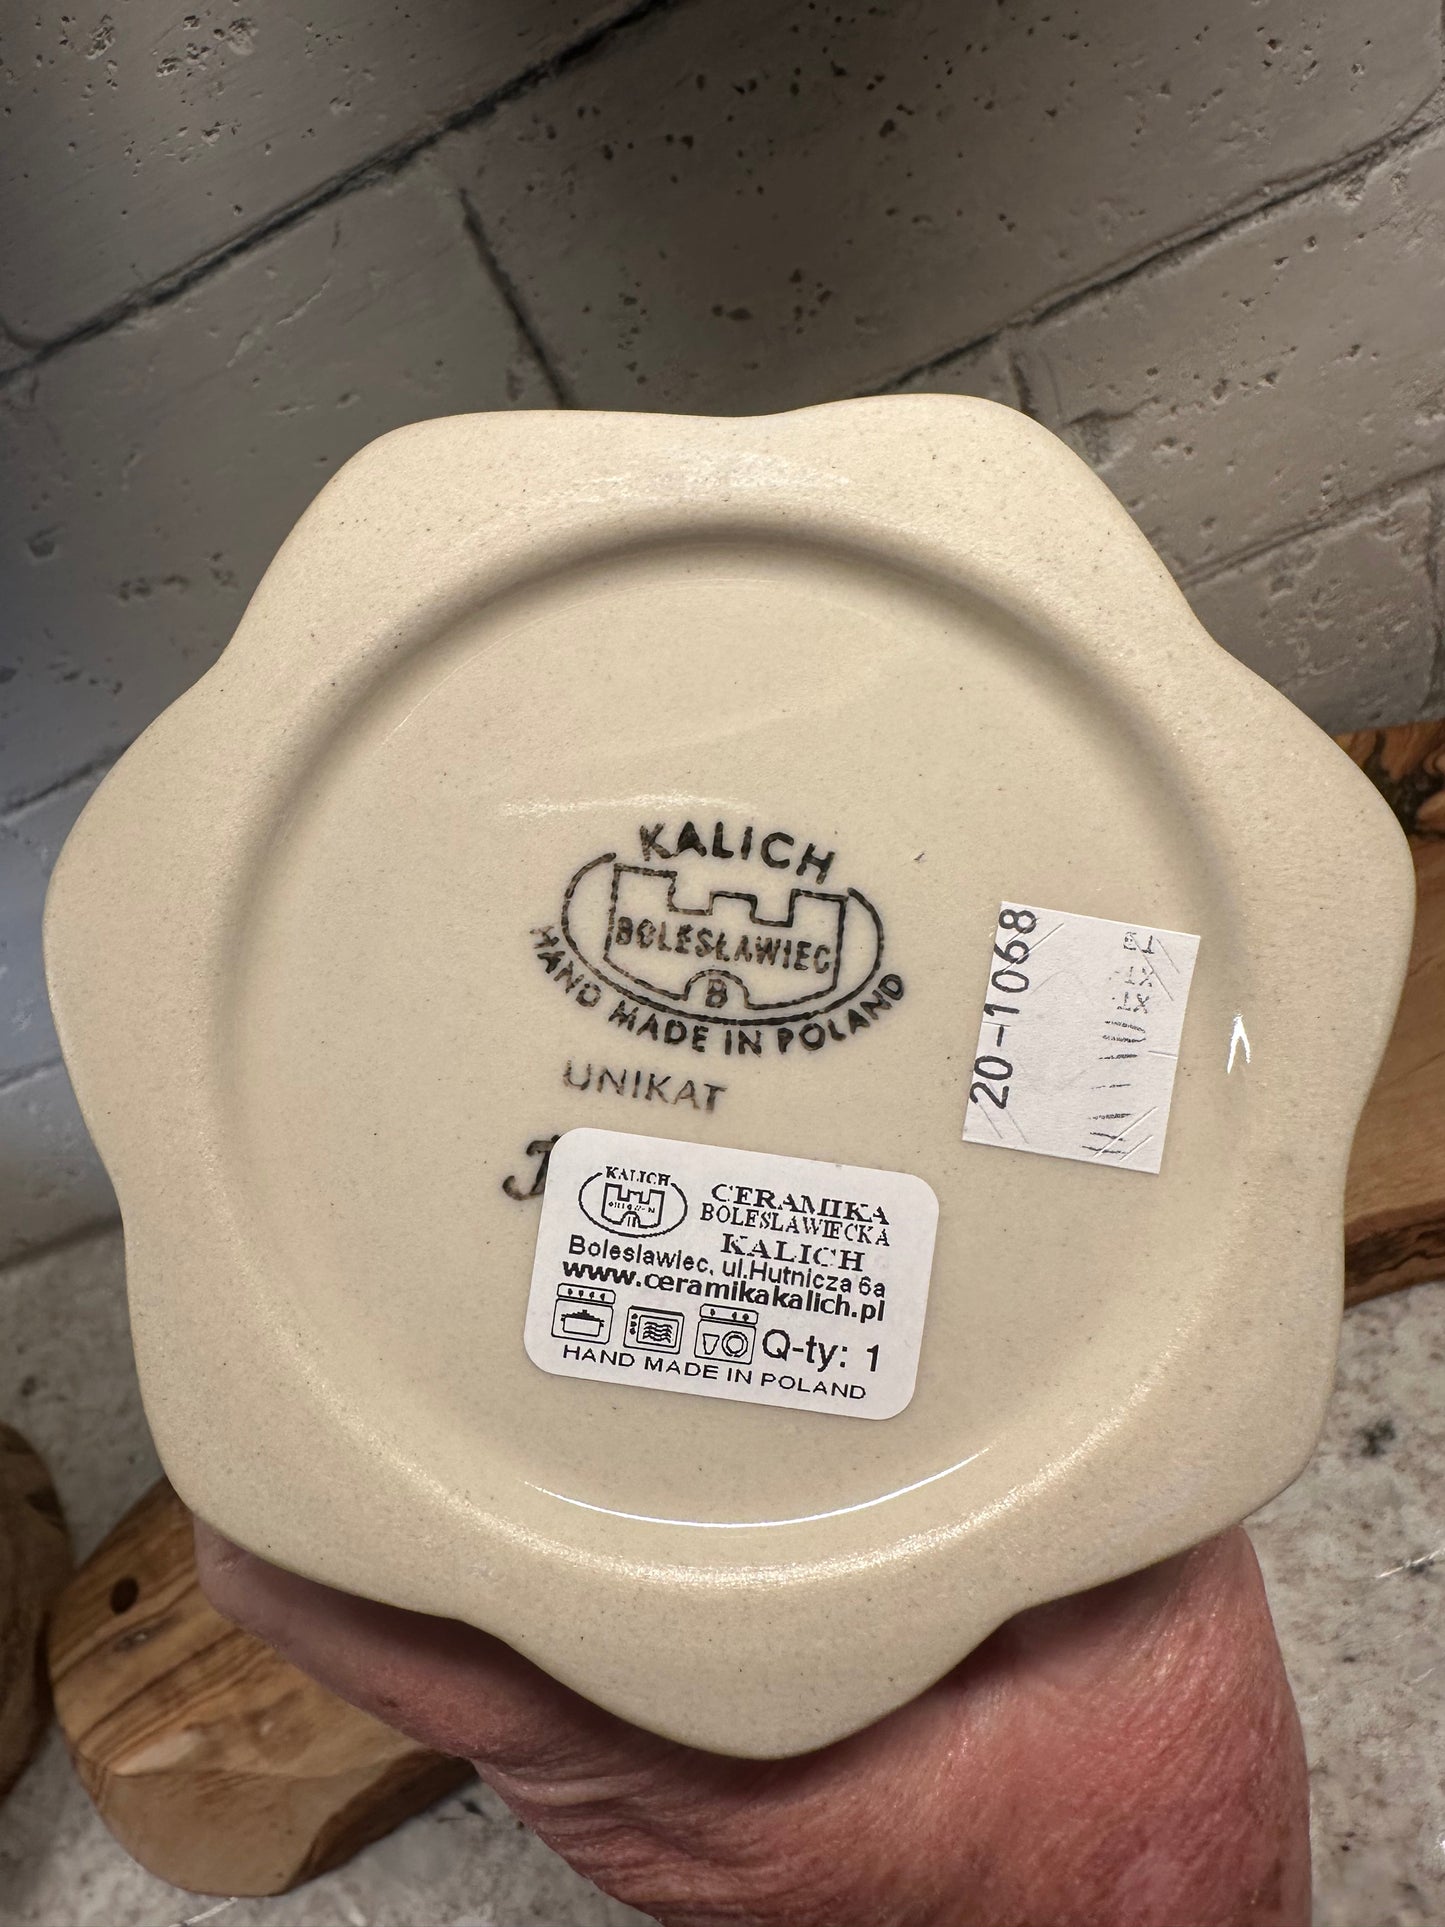 KALICH
BOLESŁAWIEC
B
HAND MADE IN POLAND
UNIKAT
20-1068
KALICH
CERAMIKA
BOLESLAWIECKA
KALICH
Boleslawiec, ul.Hutnicza 6a
www.ceramikakalich.pl
Q-ty: 1
HAND MADE IN POLAND